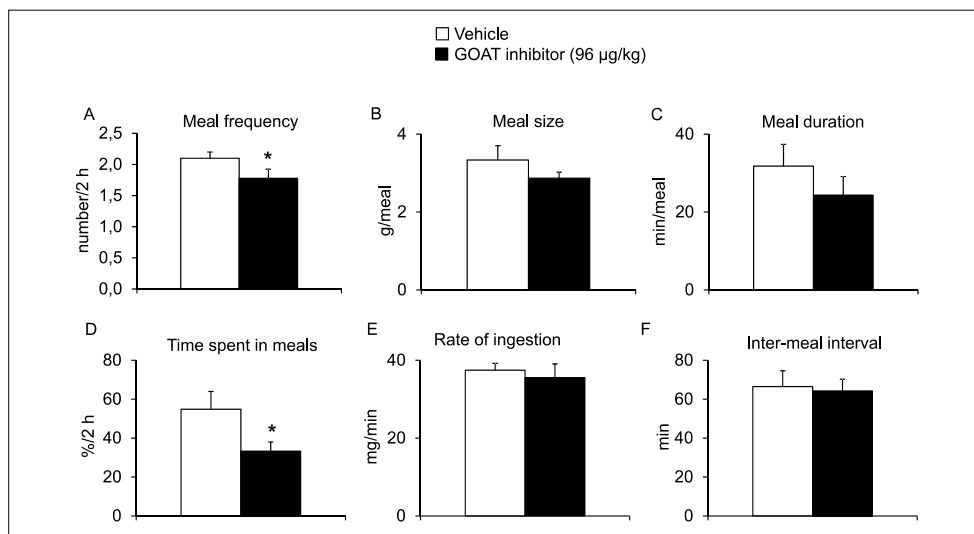 Vehicle
GOAT inhibitor (96 µg/kg)
A
Meal frequency
number/2 h
2,5
2,0
1,5
1,0
0,5
0,0
*
B
Meal size
g/meal
4
2
0
C
Meal duration
min/meal
40
20
0
D
Time spent in meals
%/2 h
80
60
40
20
0
*
E
Rate of ingestion
mg/min
40
20
0
F
Inter-meal interval
min
80
60
40
20
0